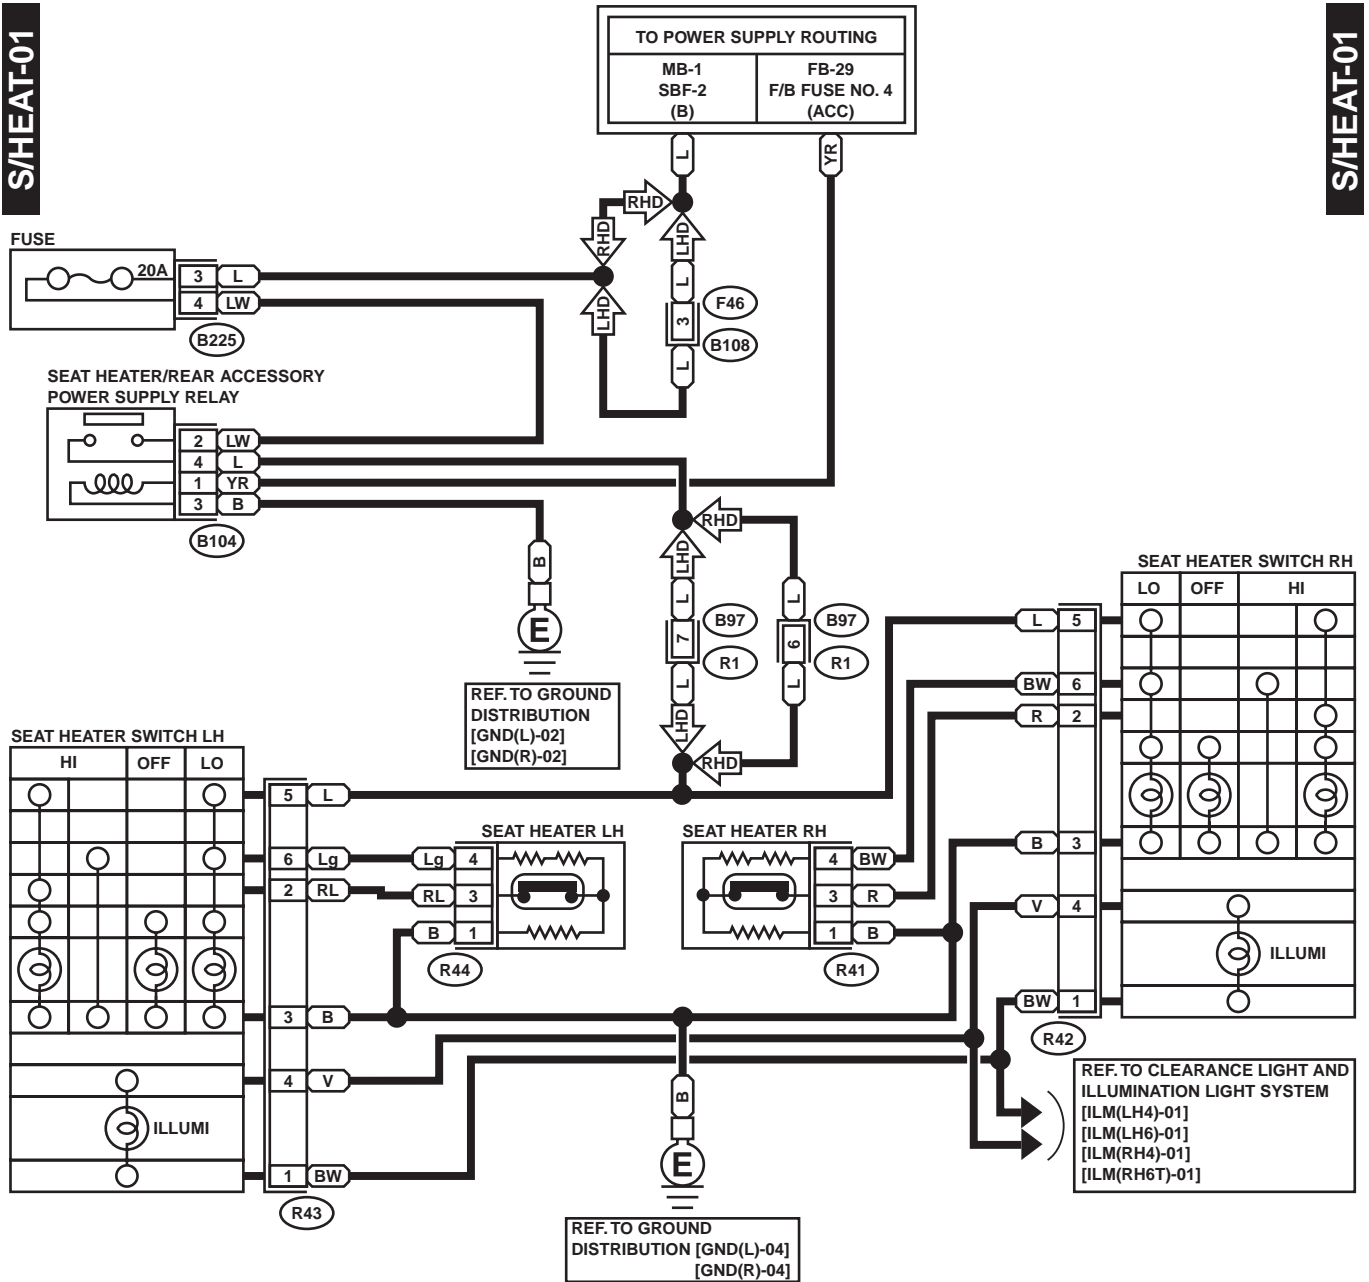 S/HEAT-01
S/HEAT-01
TO POWER SUPPLY ROUTING
MB-1
SBF-2
(B)
FB-29
F/B FUSE NO. 4
(ACC)
L
YR
RHD
RHD
LHD
LHD
L
3
L
F46
B108
FUSE
20A
3 L
4 LW
B225
SEAT HEATER/REAR ACCESSORY
POWER SUPPLY RELAY
2 LW
4 L
1 YR
3 B
B104
B
E
REF. TO GROUND
DISTRIBUTION
[GND(L)-02]
[GND(R)-02]
RHD
LHD
L
7
L
LHD
RHD
B97
R1
L
6
L
B97
R1
SEAT HEATER SWITCH RH
LO OFF HI
L 5
BW 6
R 2
B 3
V 4
BW 1
ILLUMI
R42
SEAT HEATER SWITCH LH
HI OFF LO
5 L
6 Lg
2 RL
3 B
4 V
1 BW
ILLUMI
R43
SEAT HEATER LH
Lg 4
RL 3
B 1
R44
SEAT HEATER RH
4 BW
3 R
1 B
R41
B
E
REF. TO GROUND
DISTRIBUTION [GND(L)-04]
[GND(R)-04]
REF. TO CLEARANCE LIGHT AND
ILLUMINATION LIGHT SYSTEM
[ILM(LH4)-01]
[ILM(LH6)-01]
[ILM(RH4)-01]
[ILM(RH6T)-01]